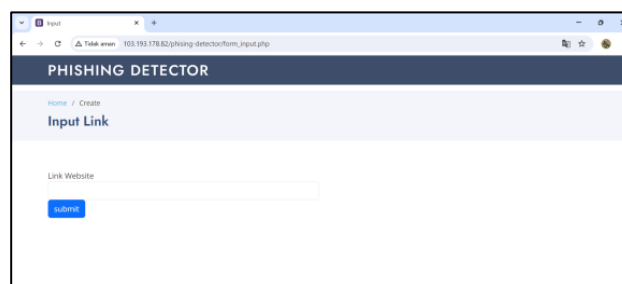 Input
Tidak aman 103.193.178.82/phising-detector/form_input.php
PHISHING DETECTOR
Home / Create
Input Link
Link Website
submit